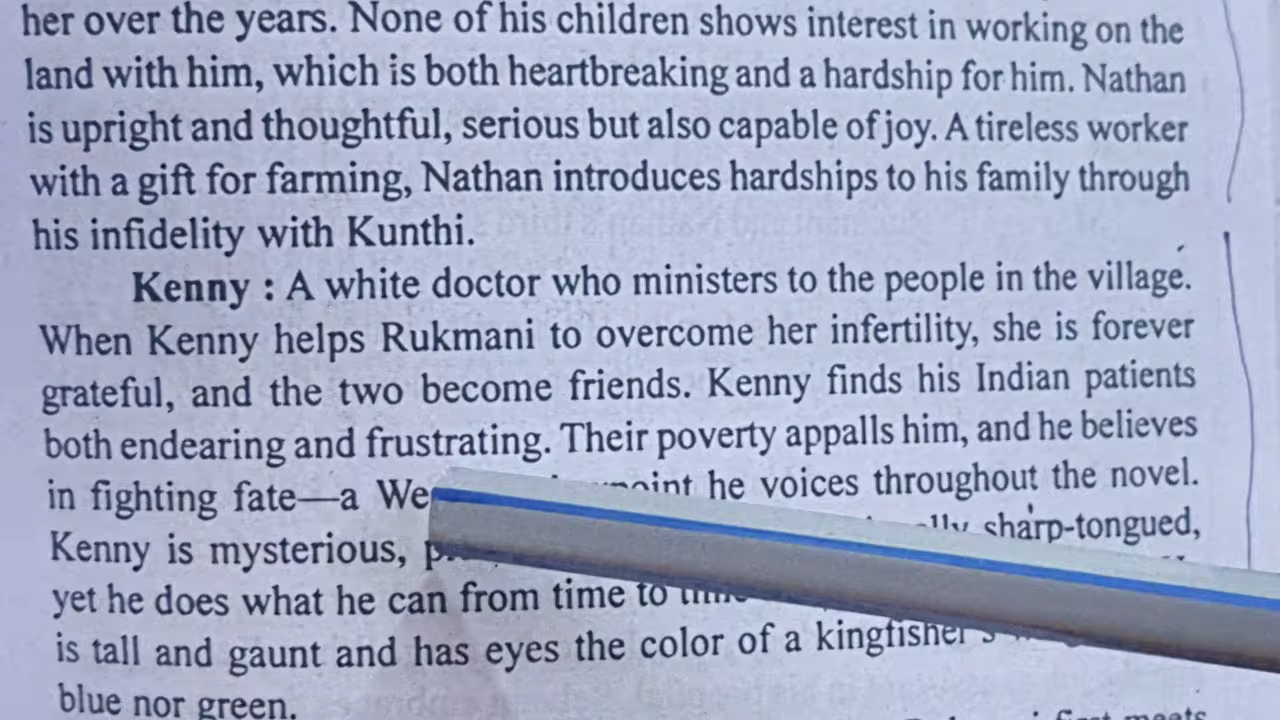 her over the years. None of his children shows interest in working on the
land with him, which is both heartbreaking and a hardship for him. Nathan
is upright and thoughtful, serious but also capable of joy. A tireless worker
with a gift for farming, Nathan introduces hardships to his family through
his infidelity with Kunthi.
Kenny : A white doctor who ministers to the people in the village.
When Kenny helps Rukmani to overcome her infertility, she is forever
grateful, and the two become friends. Kenny finds his Indian patients
both endearing and frustrating. Their poverty appalls him, and he believes
in fighting fate—a he voices throughout the novel.
Kenny is mysterious, sharp-tongued,
yet he does what he can from time to
is tall and gaunt and has eyes the color of a kingfisher's
blue nor green.
first meets